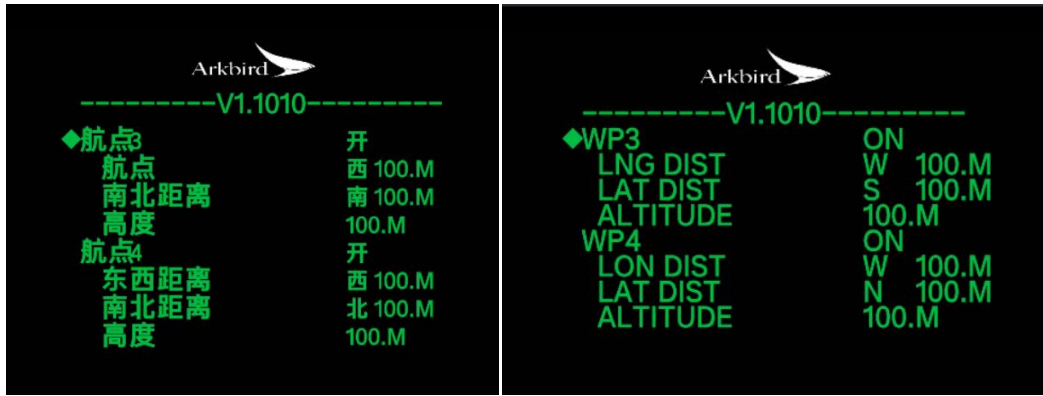 Arkbird
---------V1.1010---------
◆航点3 开
航点 西 100.M
南北距离 南 100.M
高度 100.M
航点4 开
东西距离 西 100.M
南北距离 北 100.M
高度 100.M
Arkbird
---------V1.1010---------
◆WP3 ON
LNG DIST W 100.M
LAT DIST S 100.M
ALTITUDE 100.M
WP4 ON
LON DIST W 100.M
LAT DIST N 100.M
ALTITUDE 100.M